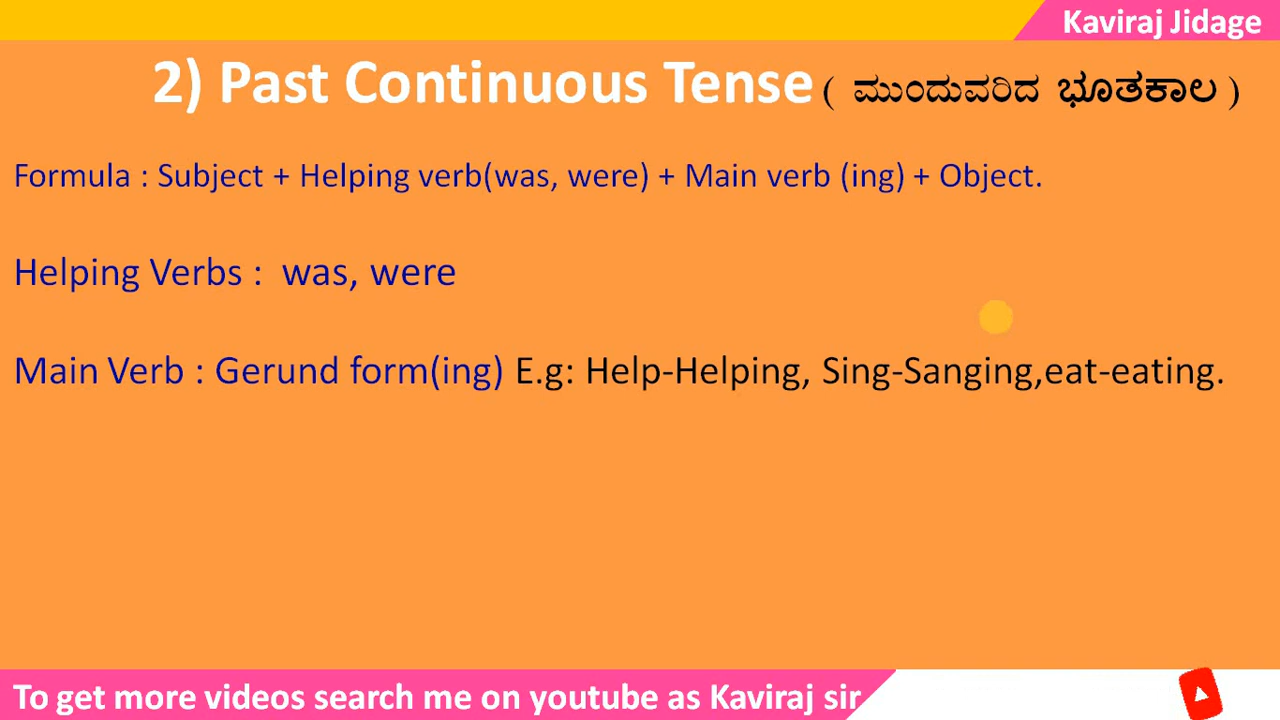 Kaviraj Jidage
2) Past Continuous Tense ( ಮುಂದುವರಿದ ಭೂತಕಾಲ )
Formula : Subject + Helping verb(was, were) + Main verb (ing) + Object.
Helping Verbs :  was, were
Main Verb : Gerund form(ing) E.g: Help-Helping, Sing-Sanging,eat-eating.
To get more videos search me on youtube as Kaviraj sir